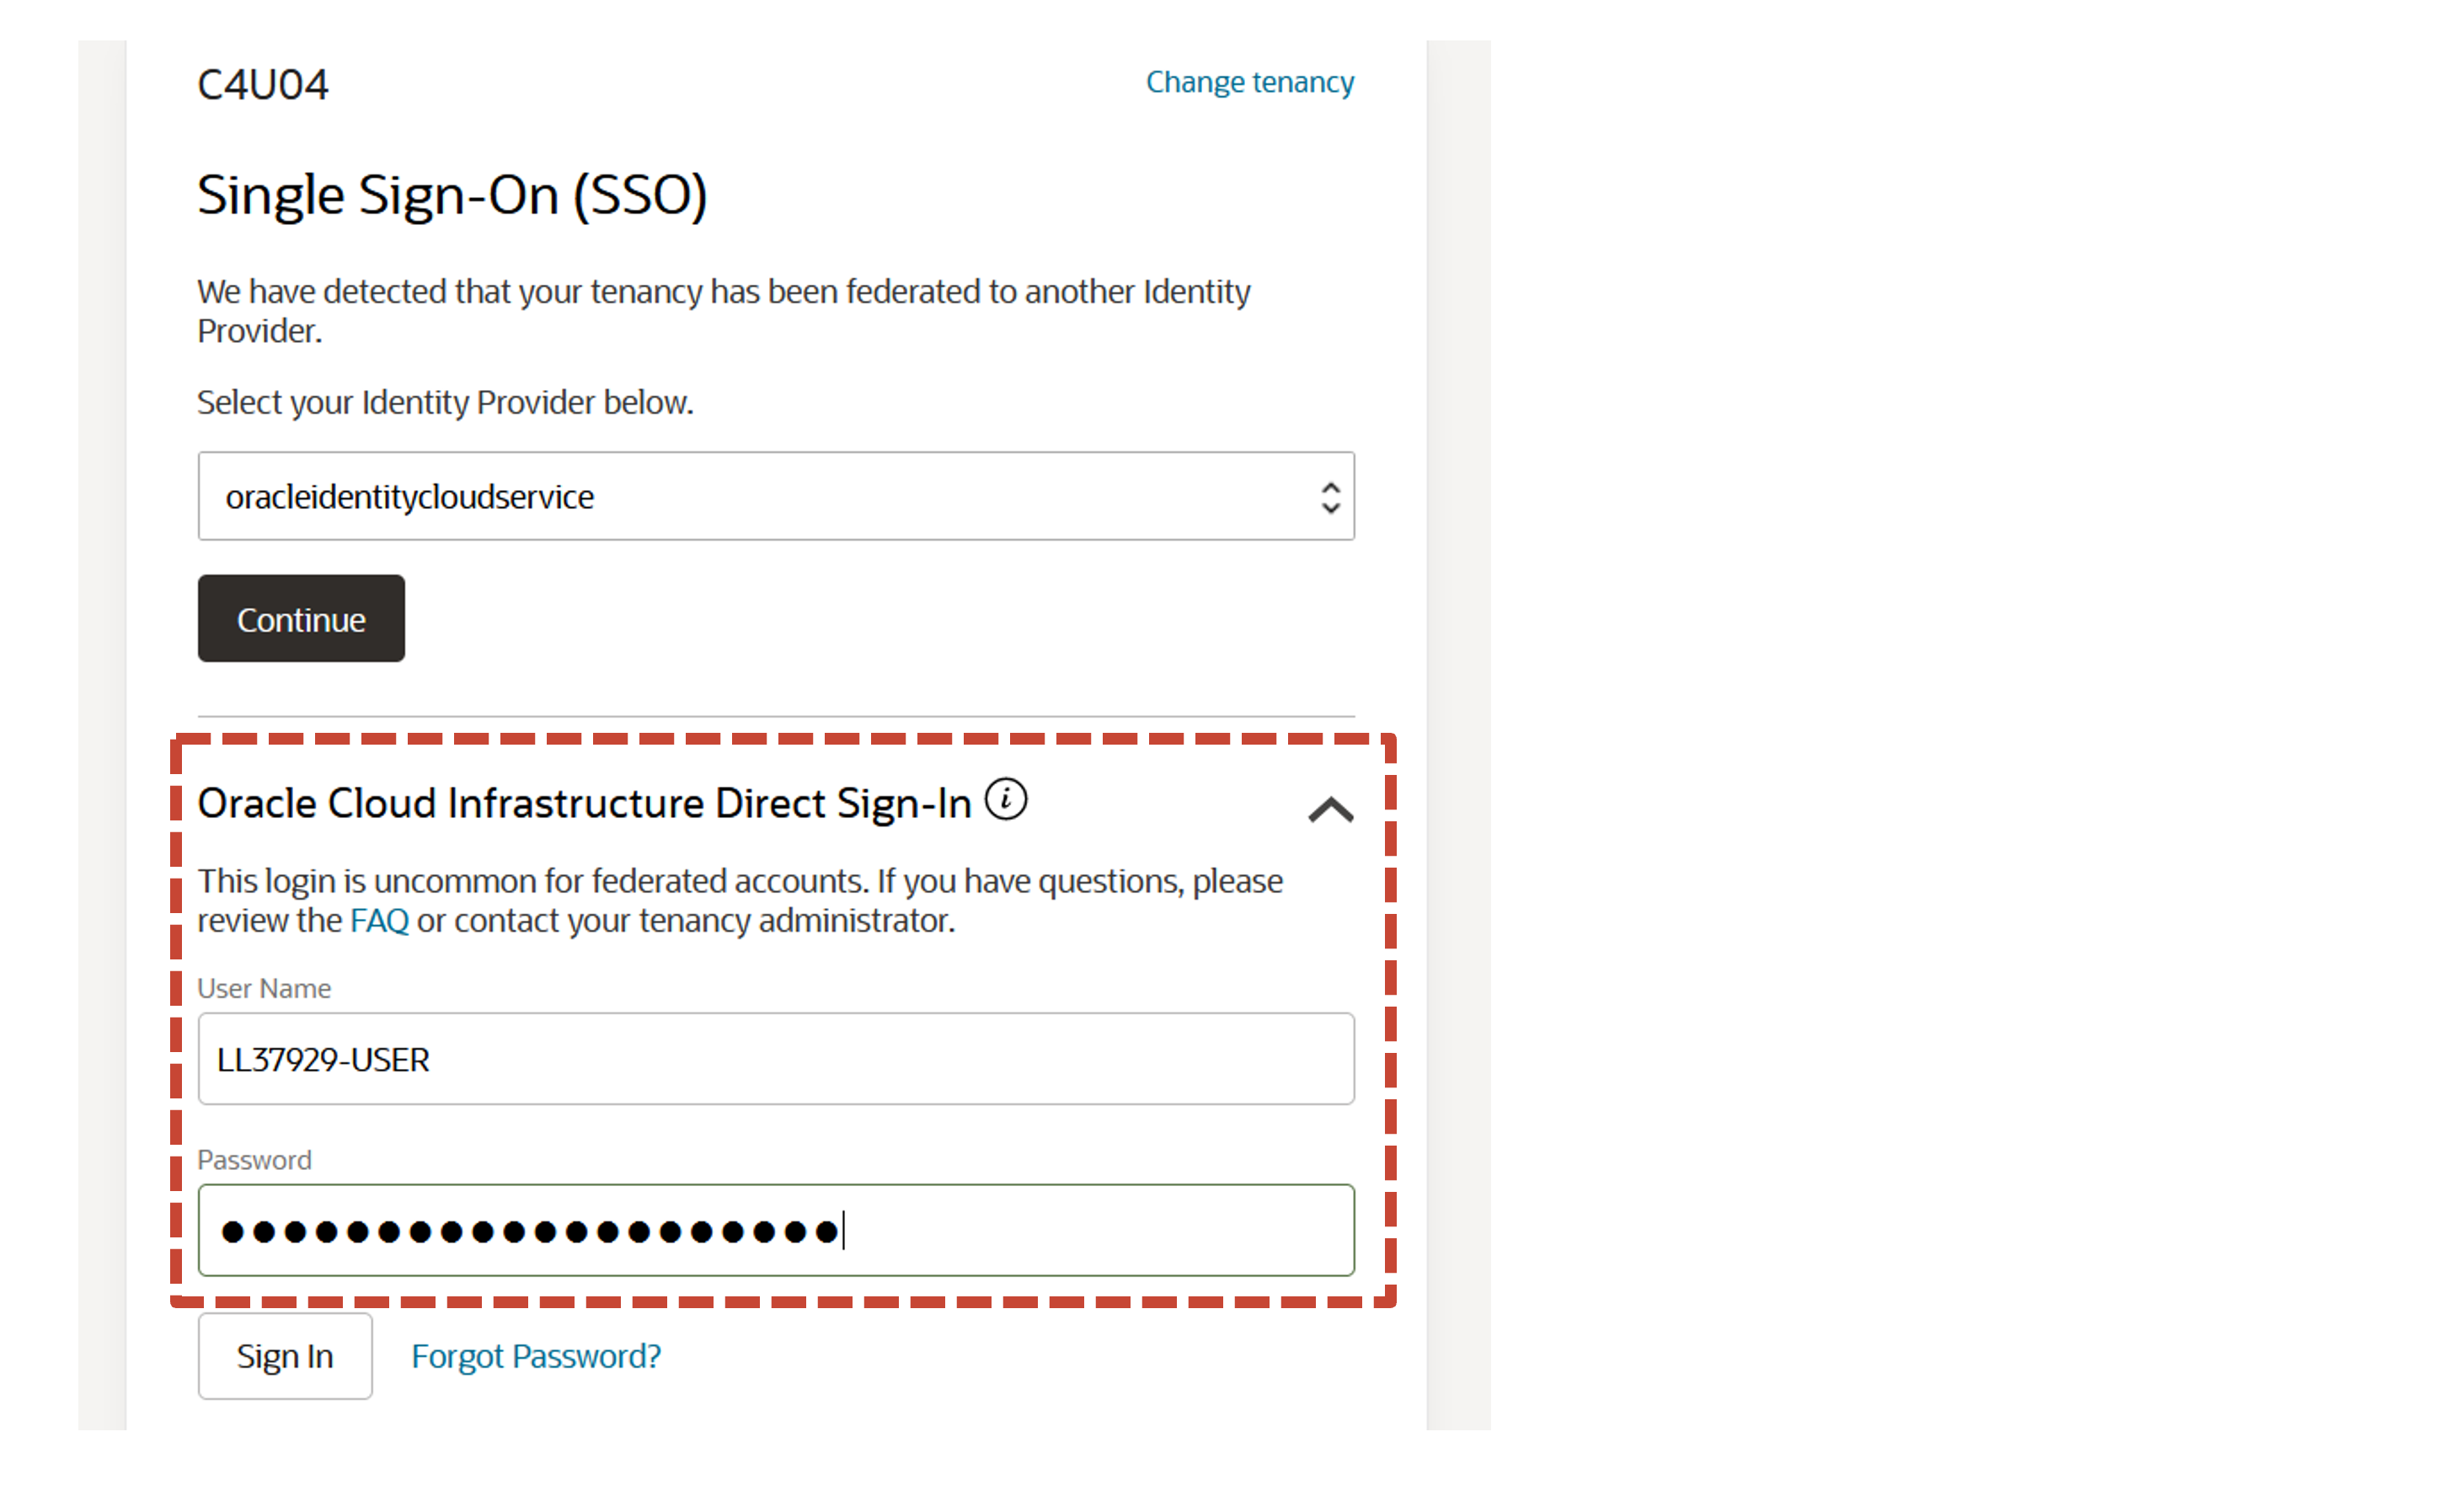 C4U04
Change tenancy
Single Sign-On (SSO)
We have detected that your tenancy has been federated to another Identity
Provider.
Select your Identity Provider below.
oracleidentitycloudservice
Continue
Oracle Cloud Infrastructure Direct Sign-In i
This login is uncommon for federated accounts. If you have questions, please
review the FAQ or contact your tenancy administrator.
User Name
LL37929-USER
Password
●●●●●●●●●●●●●●●●●●●●
Sign In
Forgot Password?